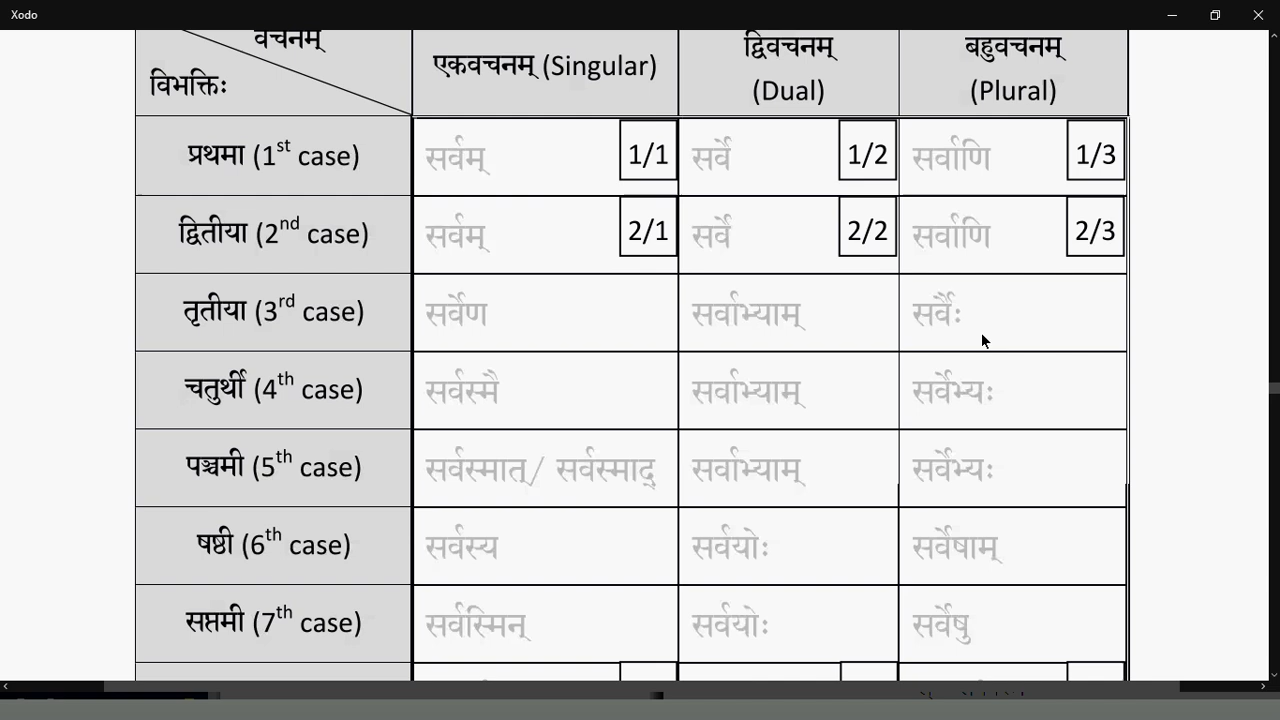 Xodo
वचनम्
विभक्तिः
एकवचनम् (Singular)
द्विवचनम्
(Dual)
बहुवचनम्
(Plural)
प्रथमा (1st case) सर्वम् 1/1 सर्वे 1/2 सर्वाणि 1/3
द्वितीया (2nd case) सर्वम् 2/1 सर्वे 2/2 सर्वाणि 2/3
तृतीया (3rd case) सर्वेण सर्वाभ्याम् सर्वैः
चतुर्थी (4th case) सर्वस्मै सर्वाभ्याम् सर्वेभ्यः
पञ्चमी (5th case) सर्वस्मात्/ सर्वस्माद् सर्वाभ्याम् सर्वेभ्यः
षष्ठी (6th case) सर्वस्य सर्वयोः सर्वेषाम्
सप्तमी (7th case) सर्वस्मिन् सर्वयोः सर्वेषु